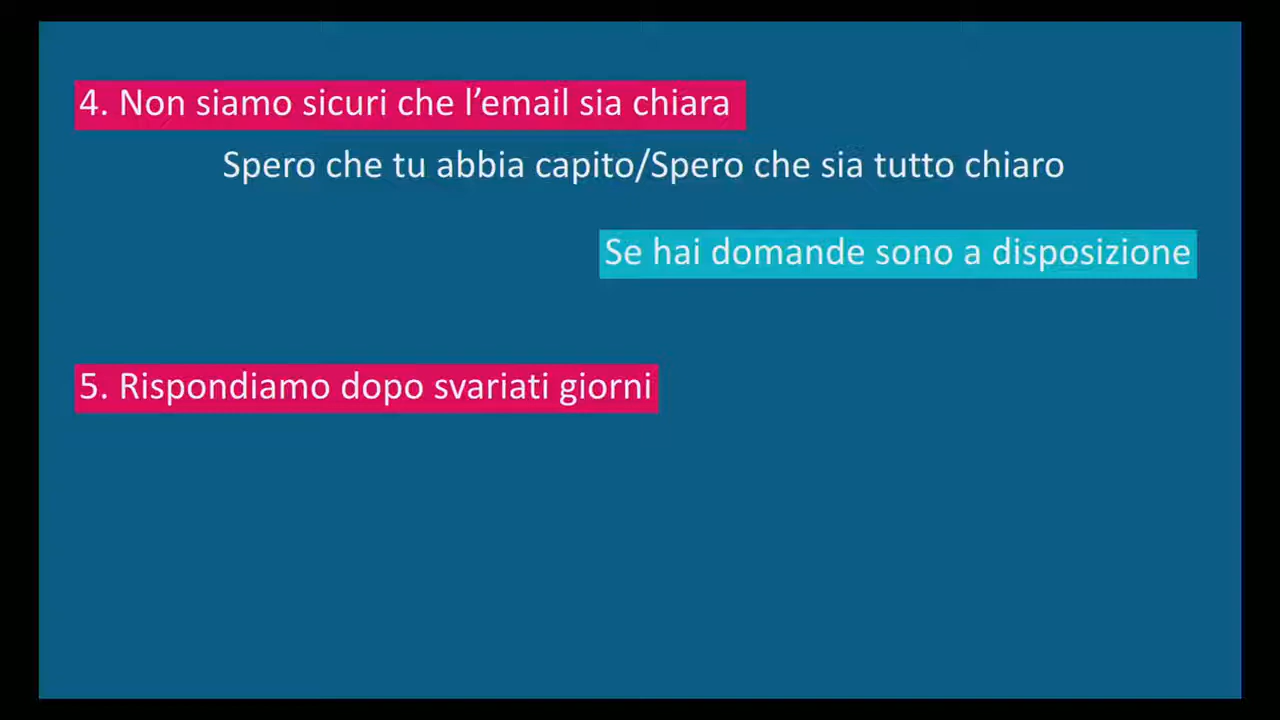 4. Non siamo sicuri che l’email sia chiara
Spero che tu abbia capito/Spero che sia tutto chiaro
Se hai domande sono a disposizione
5. Rispondiamo dopo svariati giorni